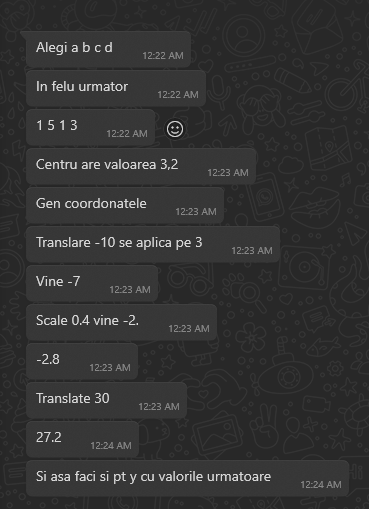 Alegi a b c d
12:22 AM
In felu urmator
12:22 AM
1 5 1 3
12:22 AM
Centru are valoarea 3,2
12:23 AM
Gen coordonatele
12:23 AM
Translare -10 se aplica pe 3
12:23 AM
Vine -7
12:23 AM
Scale 0.4 vine -2.
12:23 AM
-2.8
12:23 AM
Translate 30
12:23 AM
27.2
12:24 AM
Si asa faci si pt y cu valorile urmatoare
12:24 AM